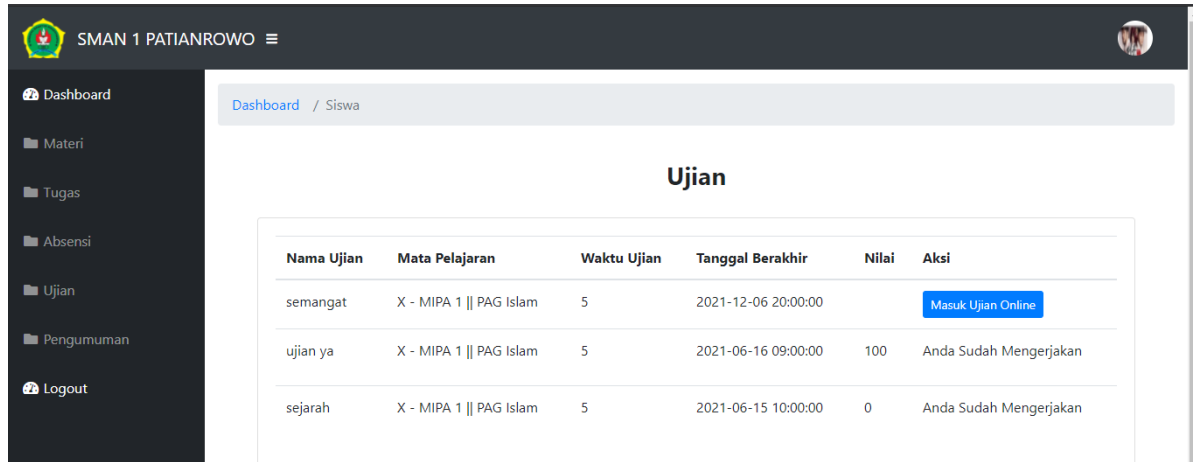 SMAN 1 PATIANROWO
Dashboard
Materi
Tugas
Absensi
Ujian
Pengumuman
Logout
Dashboard / Siswa
Ujian
Nama Ujian Mata Pelajaran Waktu Ujian Tanggal Berakhir Nilai Aksi
semangat X - MIPA 1 || PAG Islam 5 2021-12-06 20:00:00 Masuk Ujian Online
ujian ya X - MIPA 1 || PAG Islam 5 2021-06-16 09:00:00 100 Anda Sudah Mengerjakan
sejarah X - MIPA 1 || PAG Islam 5 2021-06-15 10:00:00 0 Anda Sudah Mengerjakan